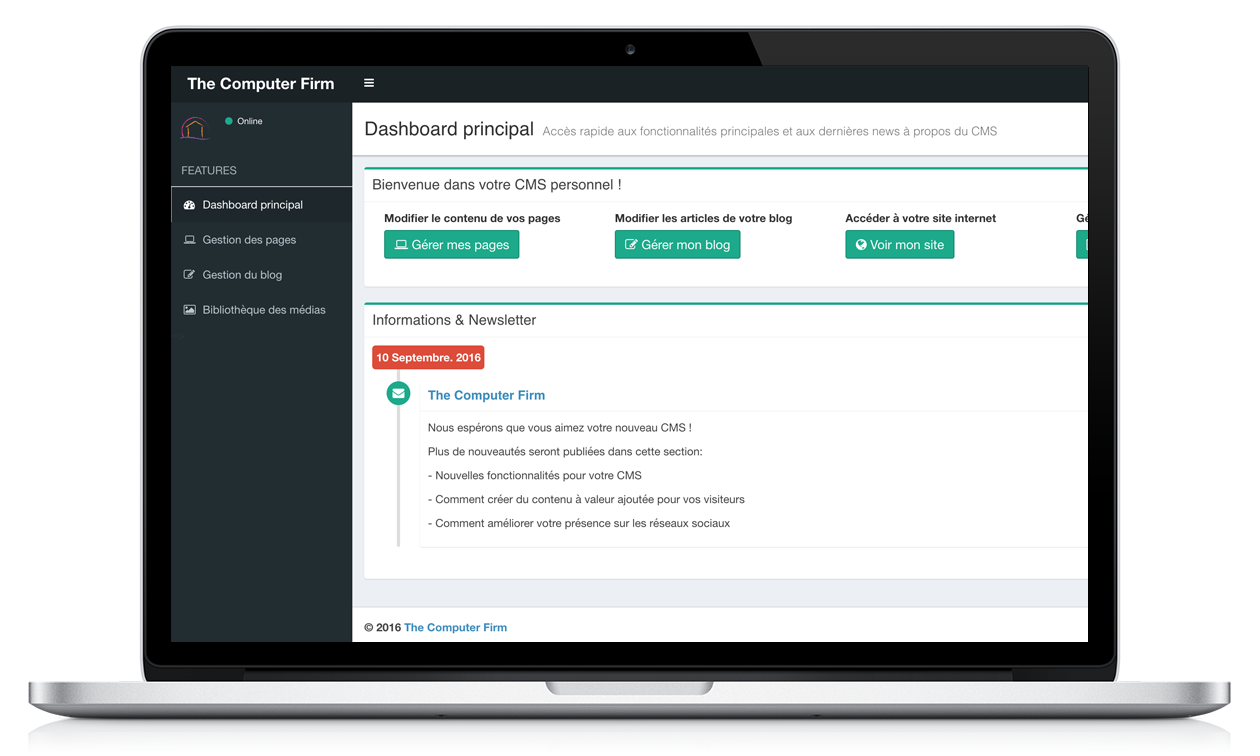 The Computer Firm
Online
FEATURES
Dashboard principal
Gestion des pages
Gestion du blog
Bibliothèque des médias
Dashboard principal Accès rapide aux fonctionnalités principales et aux dernières news à propos du CMS
Bienvenue dans votre CMS personnel !
Modifier le contenu de vos pages
Gérer mes pages
Modifier les articles de votre blog
Gérer mon blog
Accéder à votre site internet
Voir mon site
Informations & Newsletter
10 Septembre. 2016
The Computer Firm
Nous espérons que vous aimez votre nouveau CMS !
Plus de nouveautés seront publiées dans cette section:
- Nouvelles fonctionnalités pour votre CMS
- Comment créer du contenu à valeur ajoutée pour vos visiteurs
- Comment améliorer votre présence sur les réseaux sociaux
© 2016 The Computer Firm